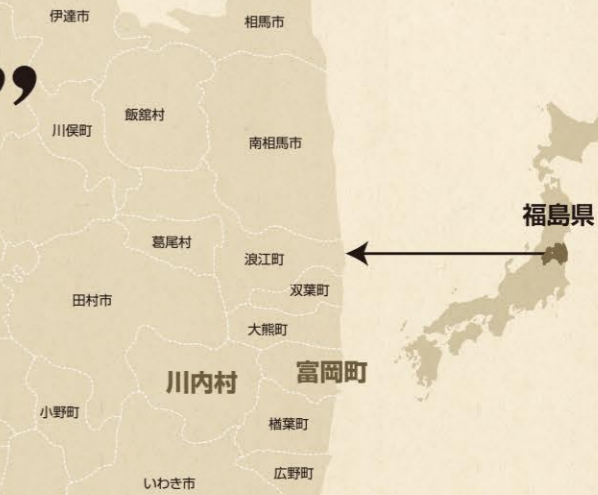 伊達市
相馬市
”
飯舘村
川俣町
南相馬市
福島県
葛尾村
浪江町
双葉町
田村市
大熊町
富岡町
川内村
小野町
楢葉町
広野町
いわき市